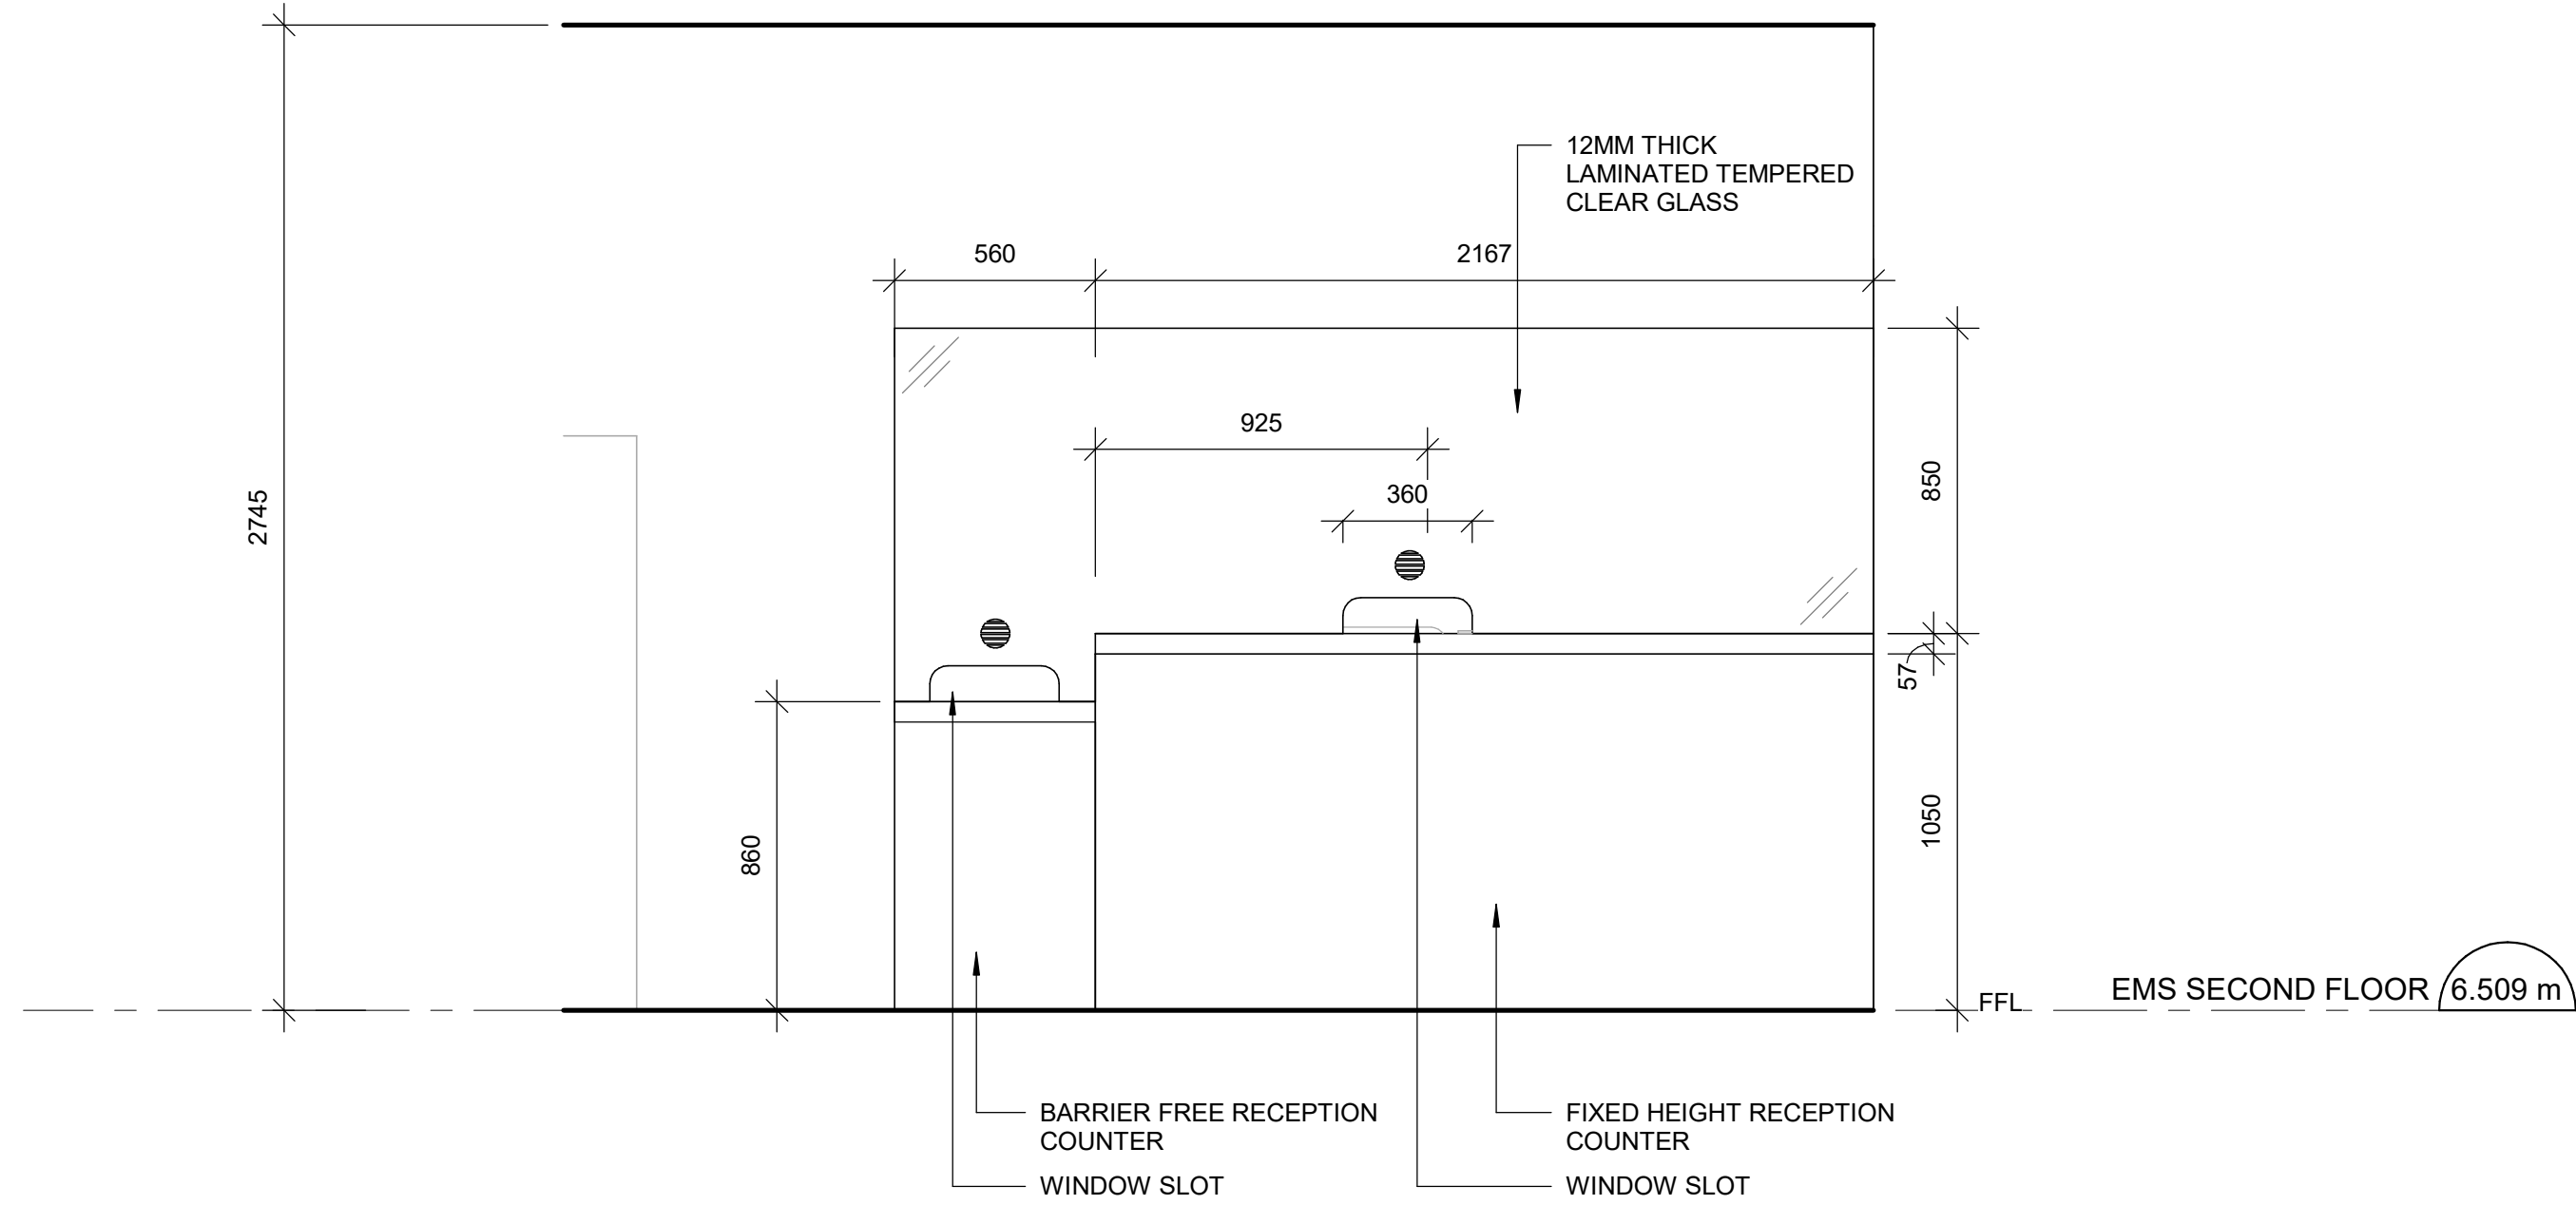 12MM THICK
LAMINATED TEMPERED
CLEAR GLASS
560
2167
925
360
2745
850
57
860
1050
FFL
EMS SECOND FLOOR
6.509 m
BARRIER FREE RECEPTION
COUNTER
WINDOW SLOT
FIXED HEIGHT RECEPTION
COUNTER
WINDOW SLOT